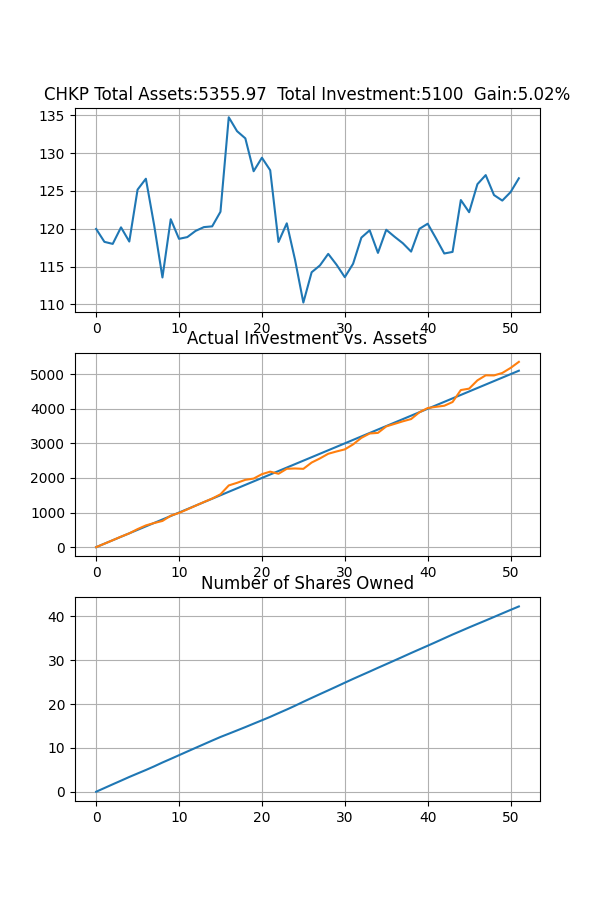 CHKP Total Assets:5355.97  Total Investment:5100  Gain:5.02%
135
130
125
120
115
110
0 10 20 30 40 50
Actual Investment vs. Assets
5000
4000
3000
2000
1000
0
0 10 20 30 40 50
Number of Shares Owned
40
30
20
10
0
0 10 20 30 40 50